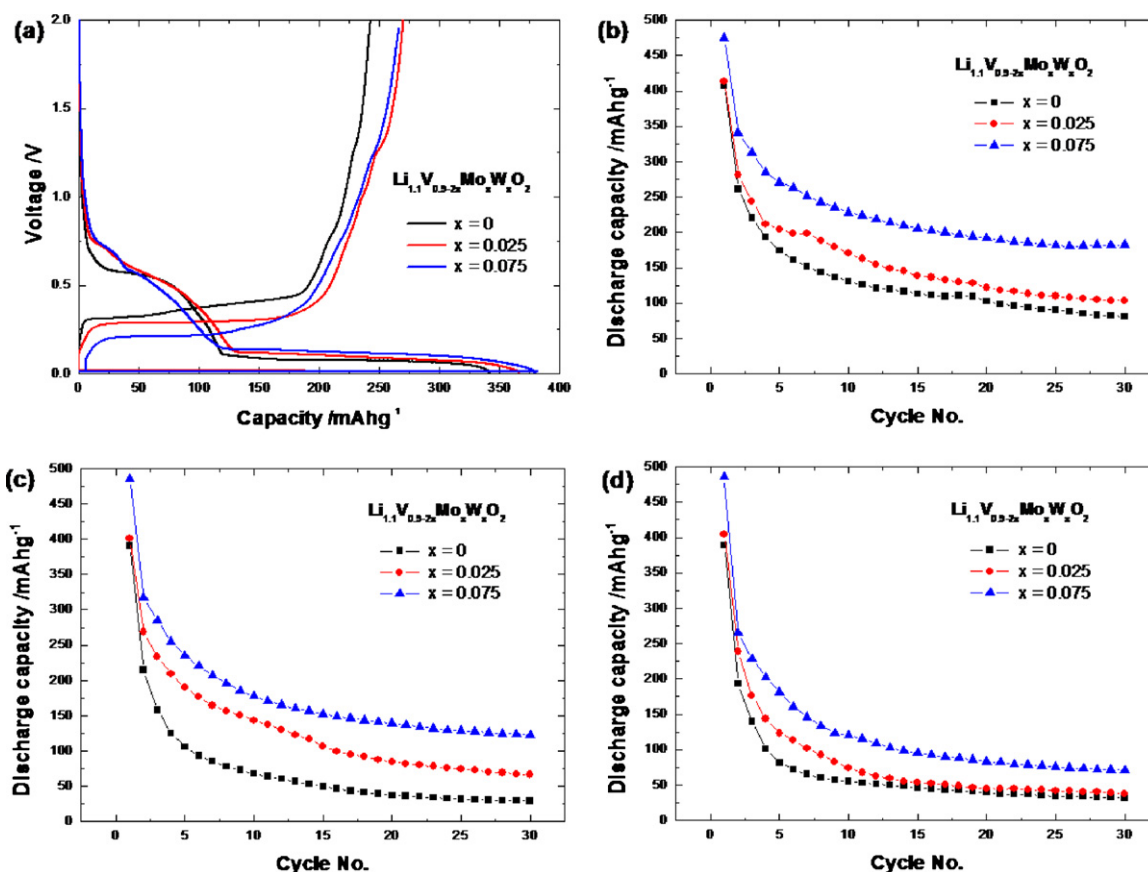 (a)
2.0
1.5
1.0
0.5
0.0
Voltage /V
Li1.1V0.9-2xMoxWxO2
x = 0
x = 0.025
x = 0.075
0 50 100 150 200 250 300 350 400
Capacity /mAhg-1
(b)
500
450
400
350
300
250
200
150
100
50
0
Discharge capacity /mAhg-1
Li1.1V0.9-2xMoxWxO2
x = 0
x = 0.025
x = 0.075
0 5 10 15 20 25 30
Cycle No.
(c)
500
450
400
350
300
250
200
150
100
50
0
Discharge capacity /mAhg-1
Li1.1V0.9-2xMoxWxO2
x = 0
x = 0.025
x = 0.075
0 5 10 15 20 25 30
Cycle No.
(d)
500
450
400
350
300
250
200
150
100
50
0
Discharge capacity /mAhg-1
Li1.1V0.9-2xMoxWxO2
x = 0
x = 0.025
x = 0.075
0 5 10 15 20 25 30
Cycle No.